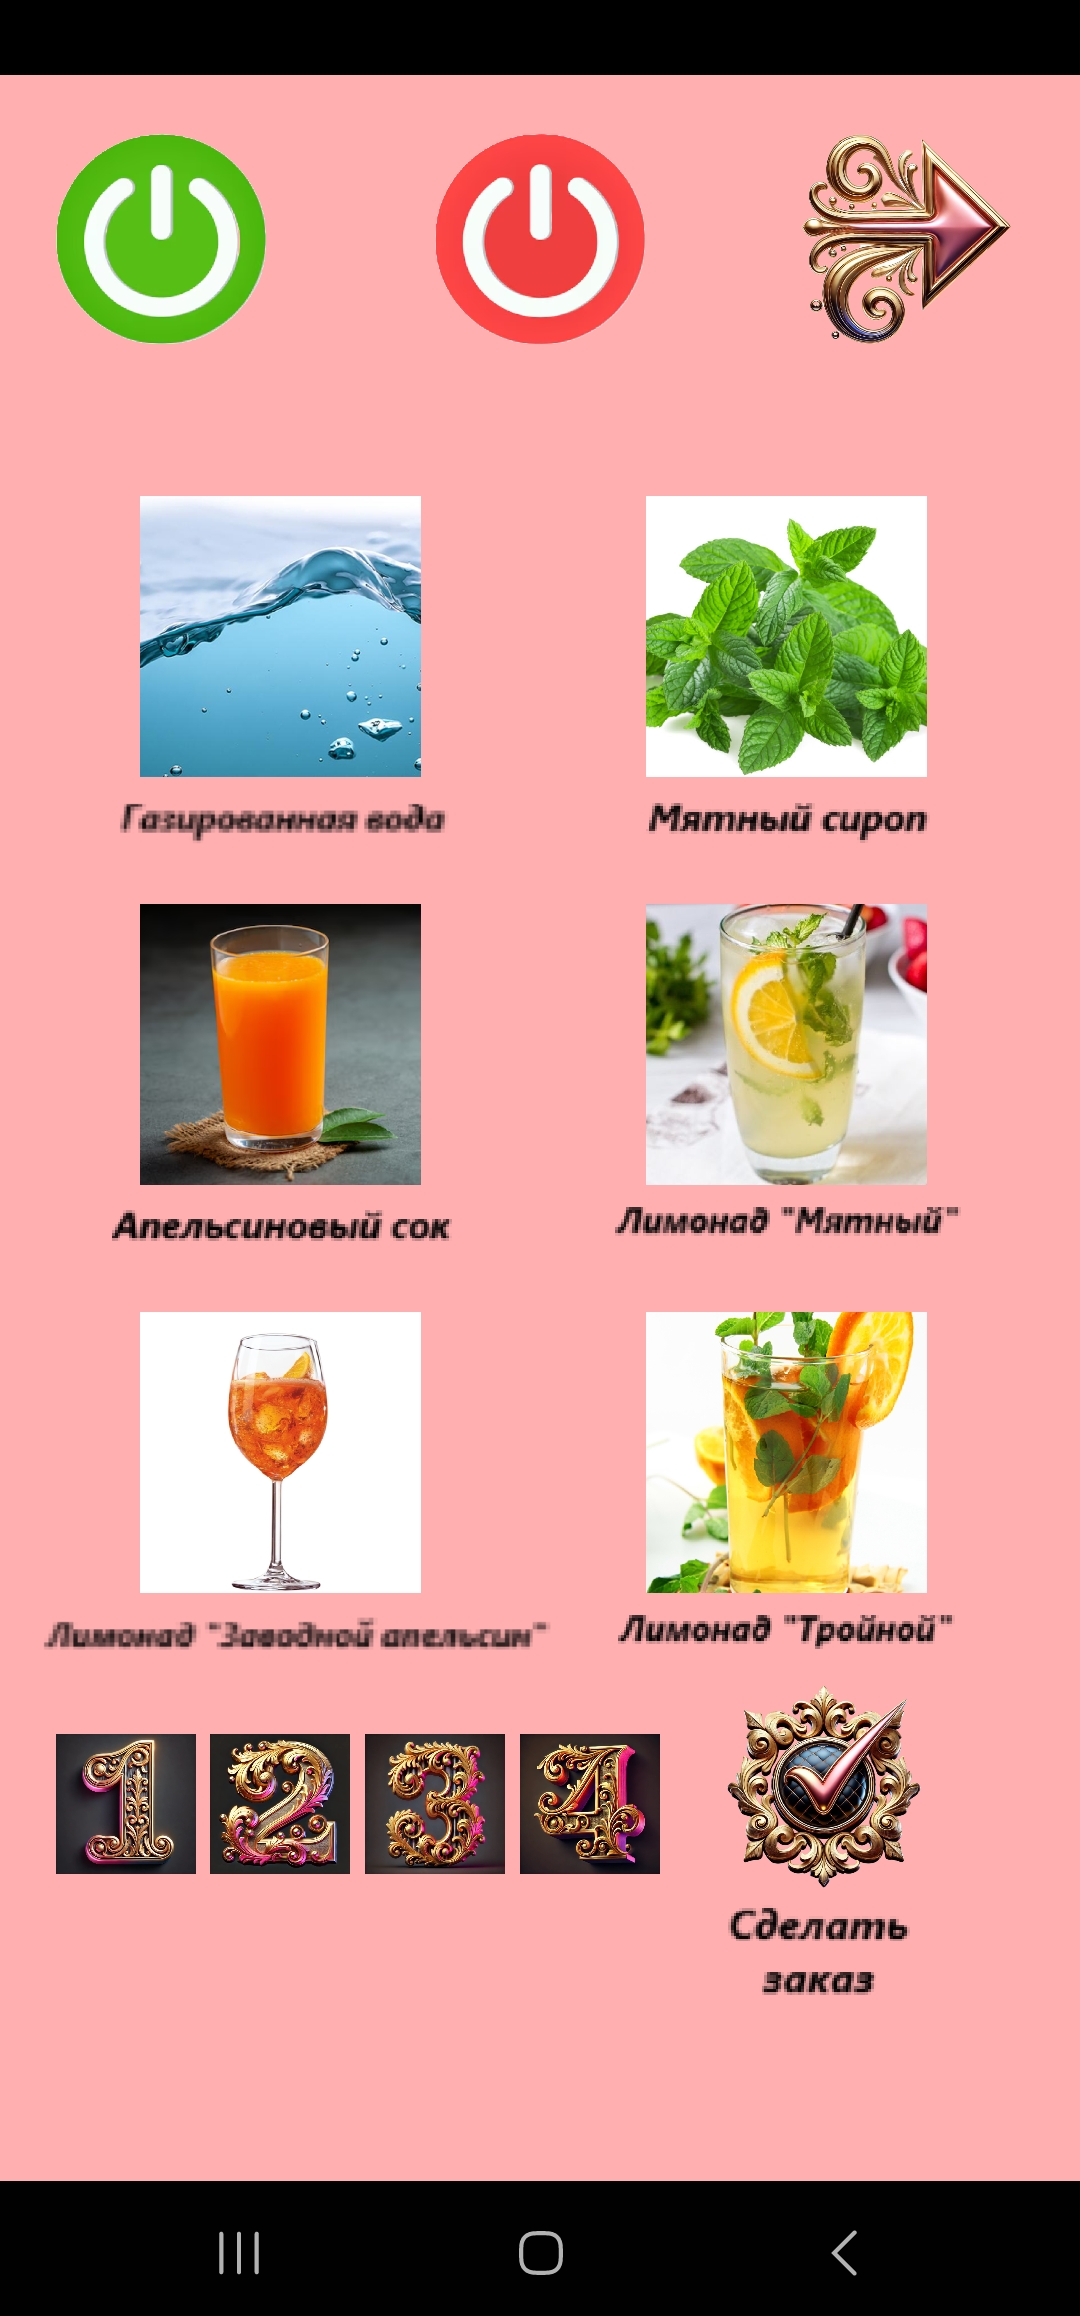 Газированная вода
Мятный сироп
Апельсиновый сок
Лимонад "Мятный"
Лимонад "Заводной апельсин"
Лимонад "Тройной"
1 2 3 4
Сделать
заказ